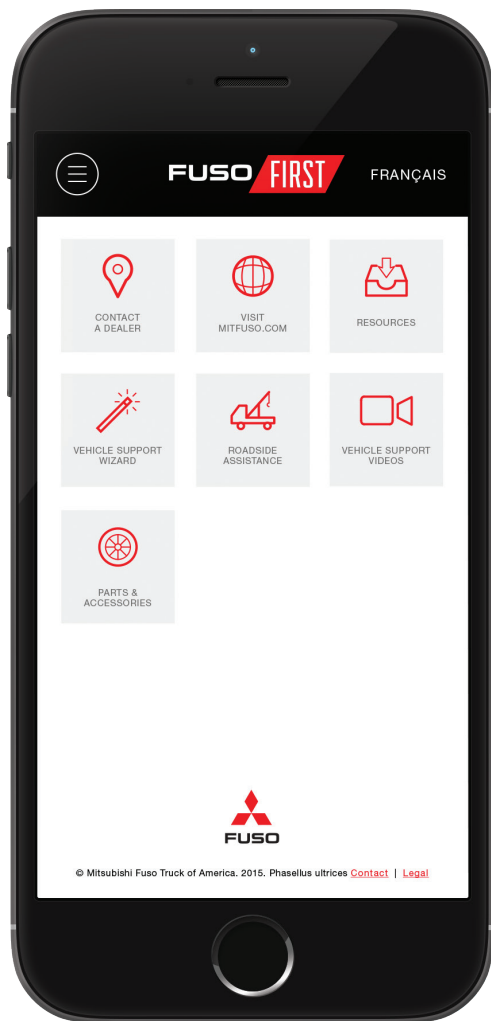 FUSO FIRST
FRANÇAIS
CONTACT
A DEALER
VISIT
MITFUSO.COM
RESOURCES
VEHICLE SUPPORT
WIZARD
ROADSIDE
ASSISTANCE
VEHICLE SUPPORT
VIDEOS
PARTS &
ACCESSORIES
FUSO
© Mitsubishi Fuso Truck of America. 2015. Phasellus ultrices Contact | Legal